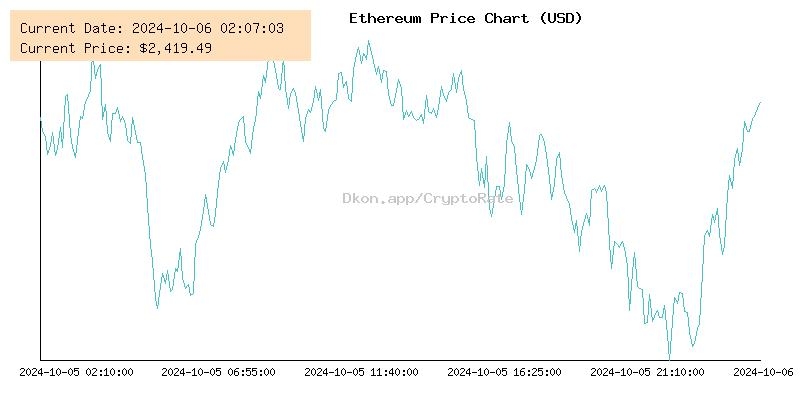 Ethereum Price Chart (USD)
Current Date: 2024-10-06 02:07:03
Current Price: $2,419.49
Dkon.app/CryptoRate
2024-10-05 02:10:00 2024-10-05 06:55:00 2024-10-05 11:40:00 2024-10-05 16:25:00 2024-10-05 21:10:00 2024-10-06